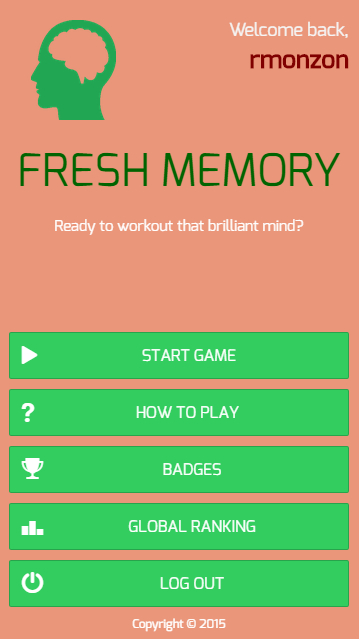 Welcome back,
rmonzon
FRESH MEMORY
Ready to workout that brilliant mind?
START GAME
HOW TO PLAY
BADGES
GLOBAL RANKING
LOG OUT
Copyright © 2015